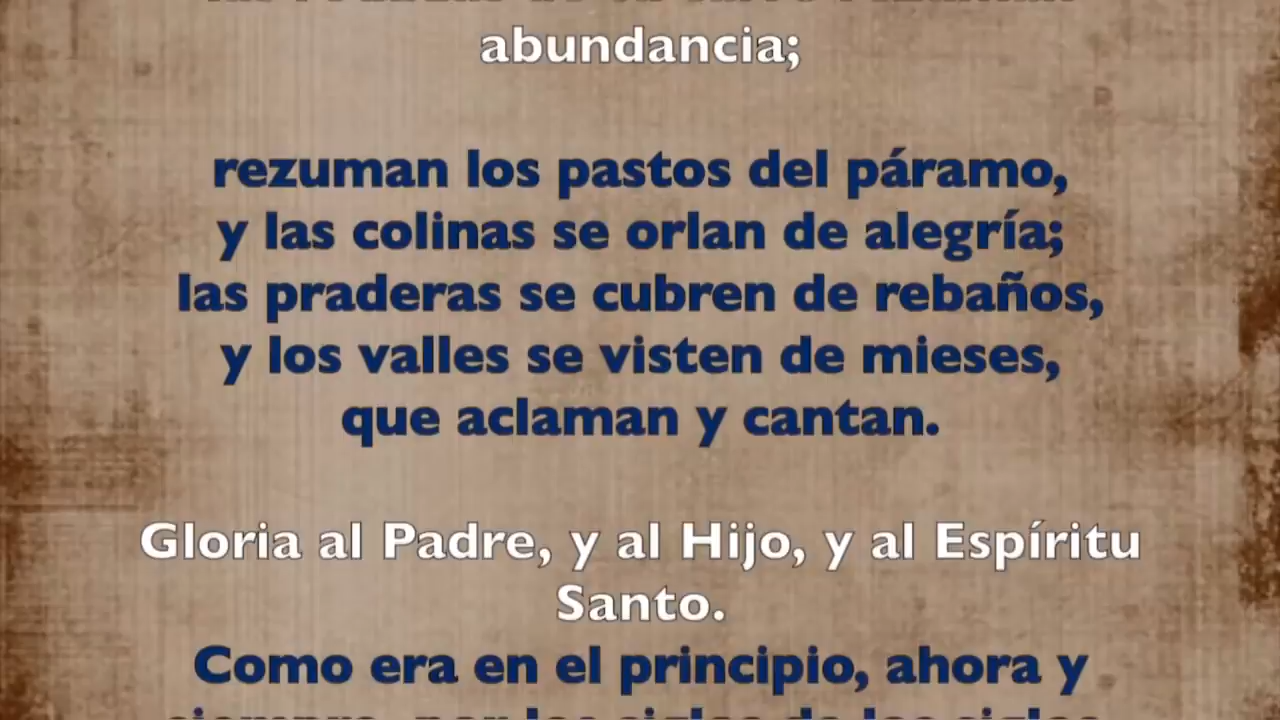 abundancia;
rezuman los pastos del páramo,
y las colinas se orlan de alegría;
las praderas se cubren de rebaños,
y los valles se visten de mieses,
que aclaman y cantan.
Gloria al Padre, y al Hijo, y al Espíritu
Santo.
Como era en el principio, ahora y